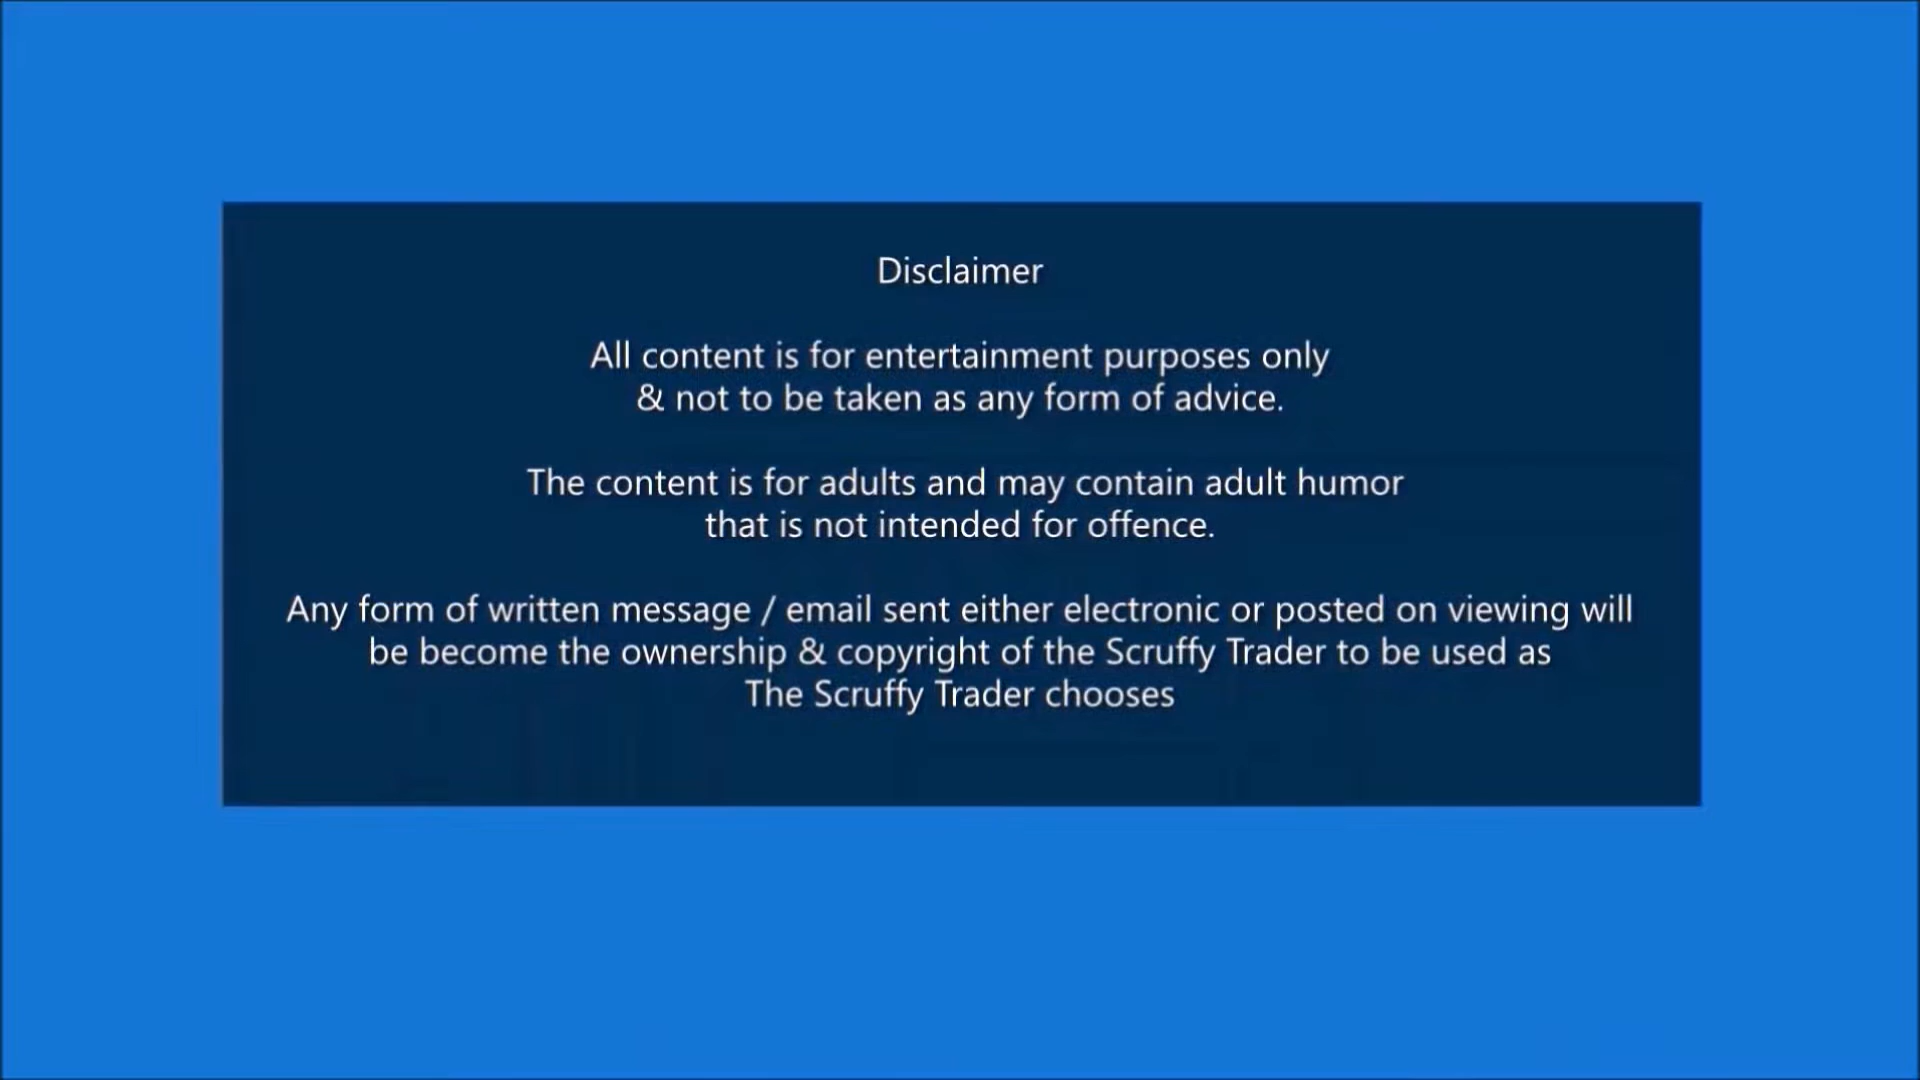 Disclaimer
All content is for entertainment purposes only
& not to be taken as any form of advice.
The content is for adults and may contain adult humor
that is not intended for offence.
Any form of written message / email sent either electronic or posted on viewing will
be become the ownership & copyright of the Scruffy Trader to be used as
The Scruffy Trader chooses